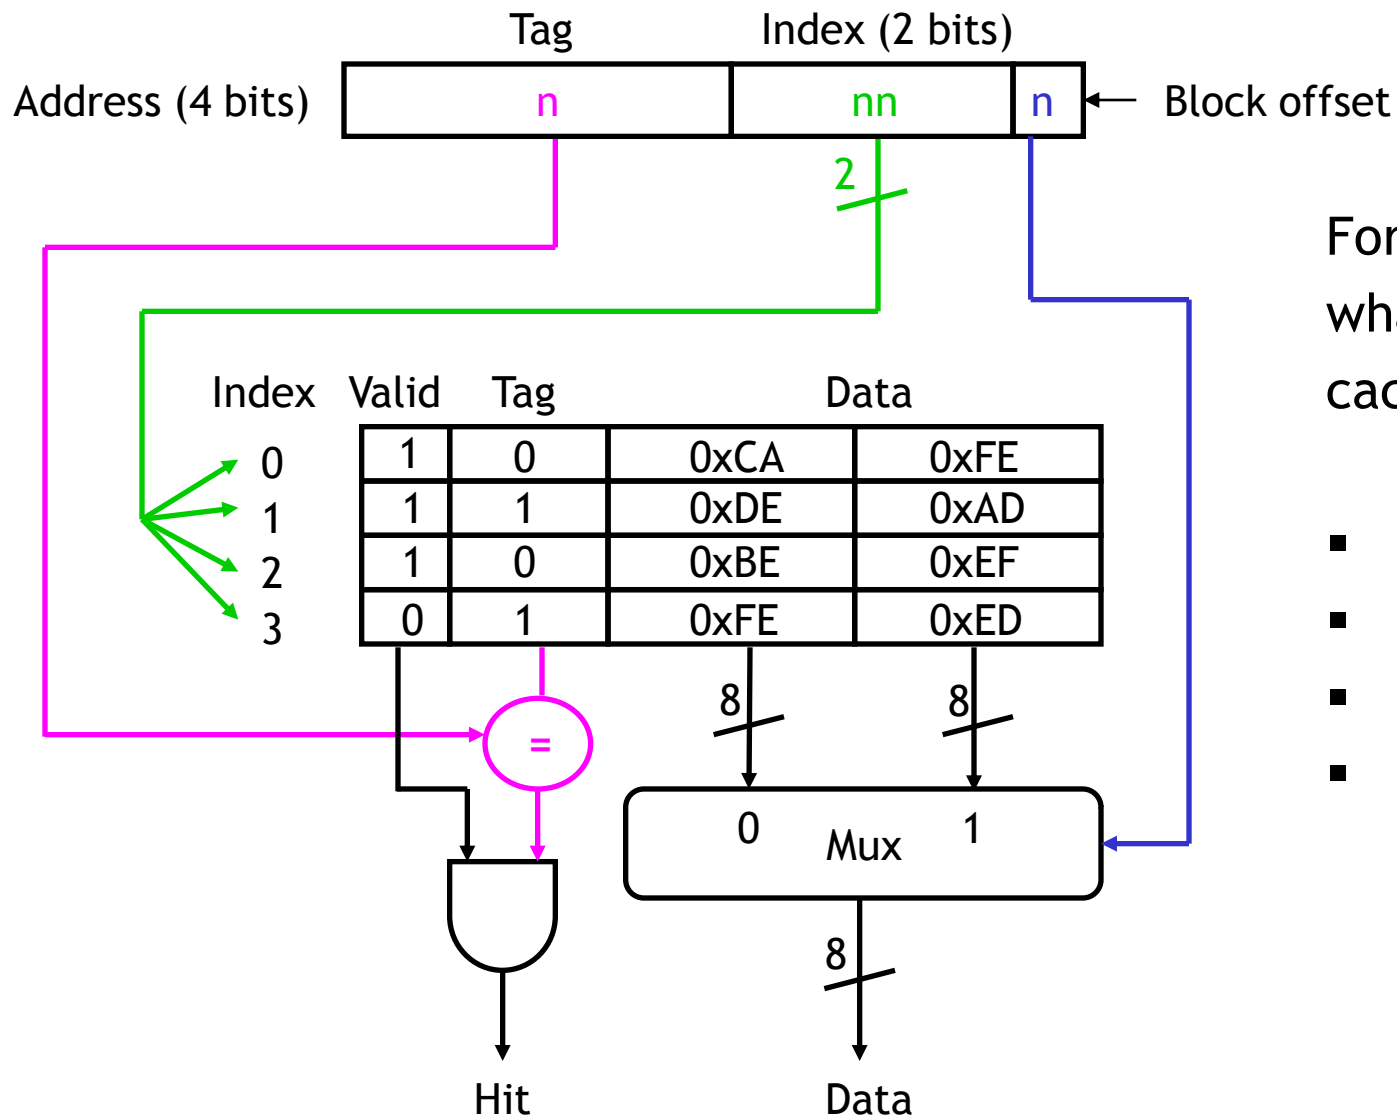 Tag Index (2 bits)
Address (4 bits) n nn n Block offset
2
For
Index Valid Tag Data
0 1 0 0xCA 0xFE
1 1 1 0xDE 0xAD
2 1 0 0xBE 0xEF
3 0 1 0xFE 0xED
8 8
=
0 1
Mux
8
Hit Data